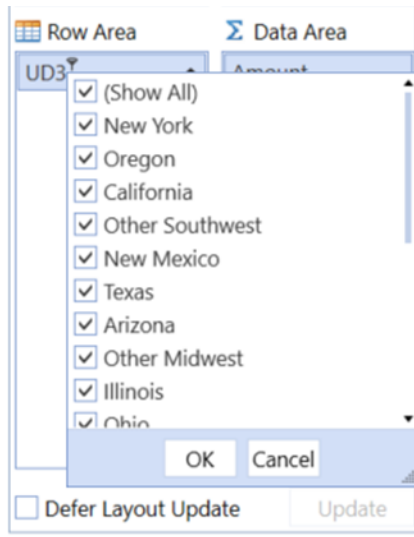 Row Area
Σ Data Area
UD3
Amount
(Show All)
New York
Oregon
California
Other Southwest
New Mexico
Texas
Arizona
Other Midwest
Illinois
Ohio
OK Cancel
Defer Layout Update
Update